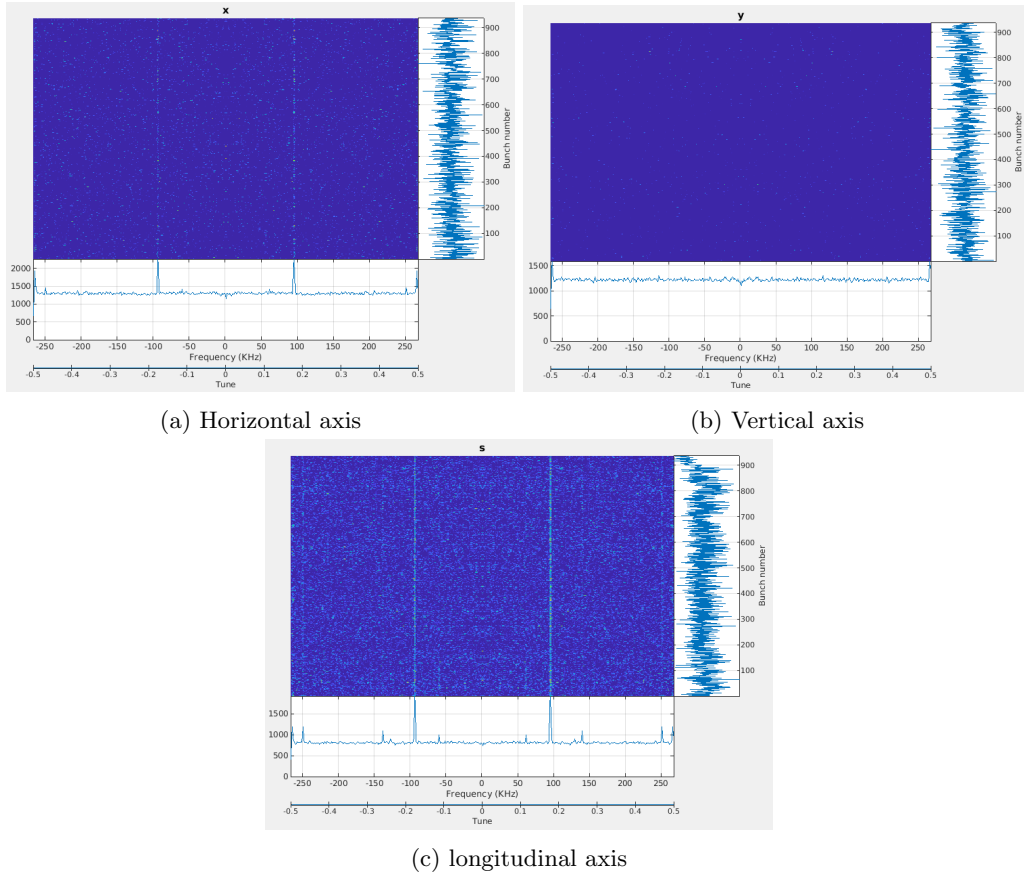 x
900
800
700
600
500
400
300
200
100
Bunch number
2000
1500
1000
500
0
-250 -200 -150 -100 -50 0 50 100 150 200 250
Frequency (KHz)
-0.5 -0.4 -0.3 -0.2 -0.1 0 0.1 0.2 0.3 0.4 0.5
Tune
(a) Horizontal axis
y
900
800
700
600
500
400
300
200
100
Bunch number
1500
1000
500
0
-250 -200 -150 -100 -50 0 50 100 150 200 250
Frequency (KHz)
-0.5 -0.4 -0.3 -0.2 -0.1 0 0.1 0.2 0.3 0.4 0.5
Tune
(b) Vertical axis
s
900
800
700
600
500
400
300
200
100
Bunch number
1500
1000
500
0
-250 -200 -150 -100 -50 0 50 100 150 200 250
Frequency (KHz)
-0.5 -0.4 -0.3 -0.2 -0.1 0 0.1 0.2 0.3 0.4 0.5
Tune
(c) longitudinal axis